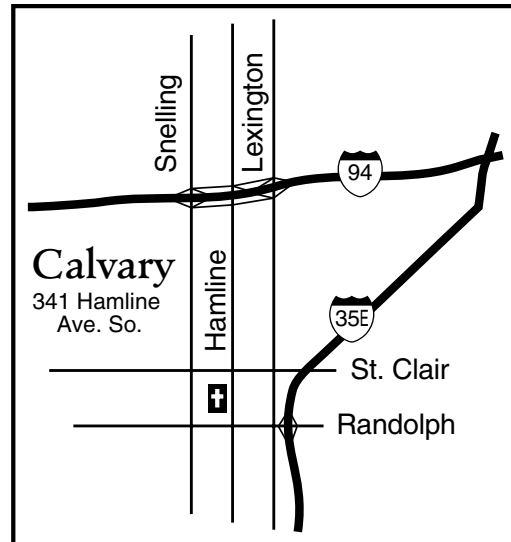 Snelling
Lexington
94
Calvary
341 Hamline
Ave. So.
Hamline
35E
St. Clair
Randolph